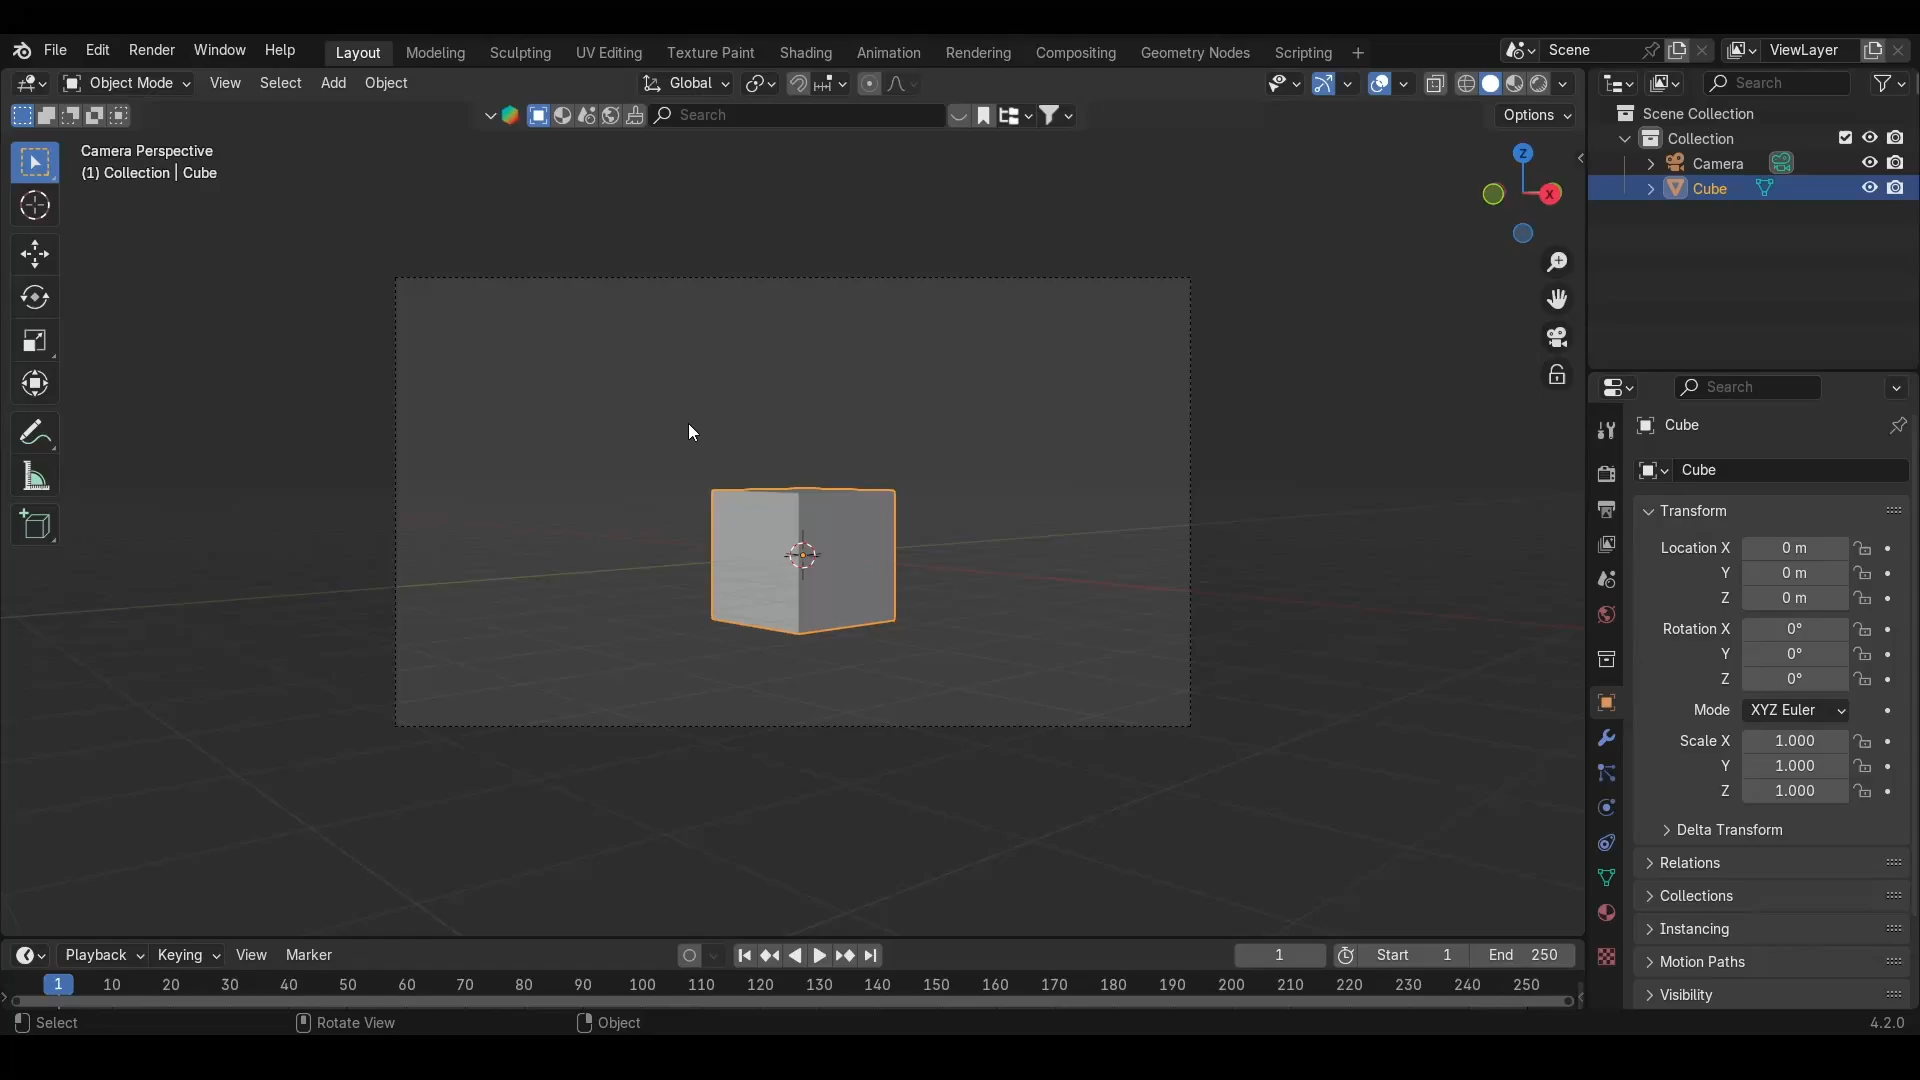 File Edit Render Window Help Layout Modeling Sculpting UV Editing Texture Paint Shading Animation Rendering Compositing Geometry Nodes Scripting + Scene ViewLayer
Object Mode View Select Add Object Global Search
Search Options
Camera Perspective
(1) Collection | Cube
Z
X
Scene Collection
Collection
Camera
Cube
Search
Cube
Cube
Transform
Location X 0 m
Y 0 m
Z 0 m
Rotation X 0°
Y 0°
Z 0°
Mode XYZ Euler
Scale X 1.000
Y 1.000
Z 1.000
Delta Transform
Relations
Collections
Instancing
Motion Paths
Visibility
Playback Keying View Marker 1 Start 1 End 250
1 10 20 30 40 50 60 70 80 90 100 110 120 130 140 150 160 170 180 190 200 210 220 230 240 250
Select Rotate View Object 4.2.0